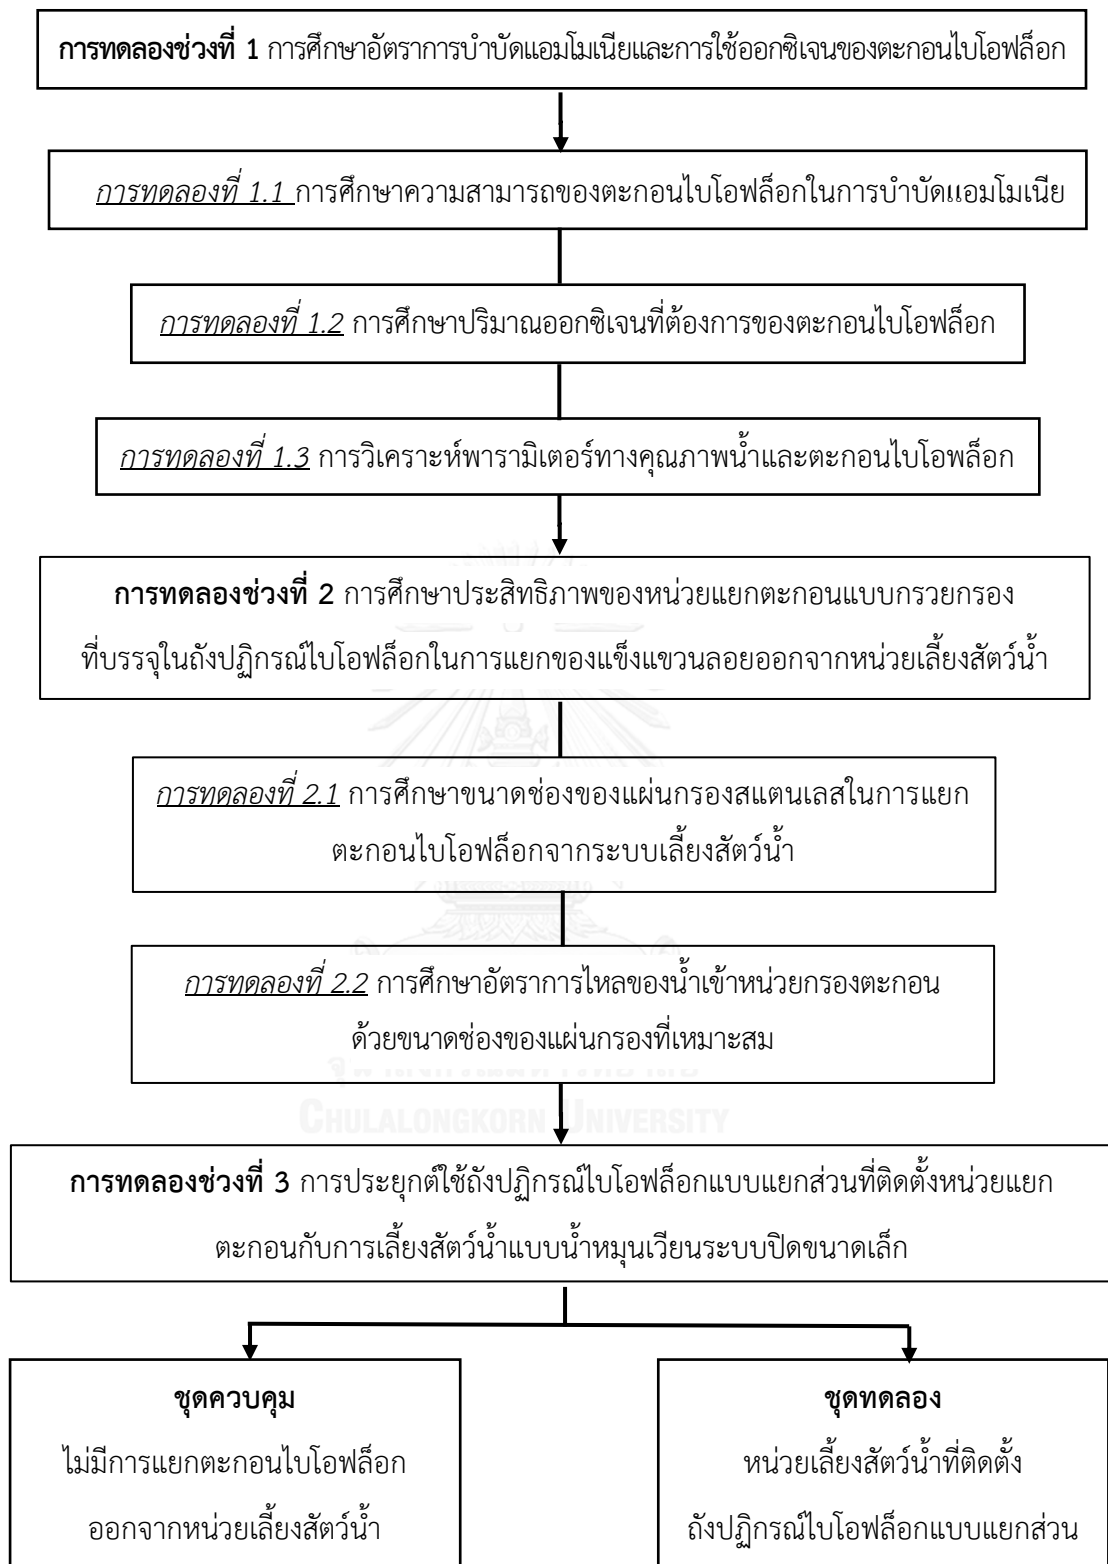 การทดลองช่วงที่ 1 การศึกษาอัตราการบำบัดแอมโมเนียและการใช้ออกซิเจนของตะกอนไบโอฟล็อก
การทดลองที่ 1.1 การศึกษาความสามารถของตะกอนไบโอฟล็อกในการบำบัดแอมโมเนีย
การทดลองที่ 1.2 การศึกษาปริมาณออกซิเจนที่ต้องการของตะกอนไบโอฟล็อก
การทดลองที่ 1.3 การวิเคราะห์พารามิเตอร์ทางคุณภาพน้ำและตะกอนไบโอพล็อก
การทดลองช่วงที่ 2 การศึกษาประสิทธิภาพของหน่วยแยกตะกอนแบบกรวยกรอง
ที่บรรจุในถังปฏิกรณ์ไบโอฟล็อกในการแยกของแข็งแขวนลอยออกจากหน่วยเลี้ยงสัตว์น้ำ
การทดลองที่ 2.1 การศึกษาขนาดช่องของแผ่นกรองสแตนเลสในการแยก
ตะกอนไบโอฟล็อกจากระบบเลี้ยงสัตว์น้ำ
การทดลองที่ 2.2 การศึกษาอัตราการไหลของน้ำเข้าหน่วยกรองตะกอน
ด้วยขนาดช่องของแผ่นกรองที่เหมาะสม
CHULALONGKORN UNIVERSITY
การทดลองช่วงที่ 3 การประยุกต์ใช้ถังปฏิกรณ์ไบโอฟล็อกแบบแยกส่วนที่ติดตั้งหน่วยแยก
ตะกอนกับการเลี้ยงสัตว์น้ำแบบน้ำหมุนเวียนระบบปิดขนาดเล็ก
ชุดควบคุม
ไม่มีการแยกตะกอนไบโอฟล็อก
ออกจากหน่วยเลี้ยงสัตว์น้ำ
ชุดทดลอง
หน่วยเลี้ยงสัตว์น้ำที่ติดตั้ง
ถังปฏิกรณ์ไบโอฟล็อกแบบแยกส่วน